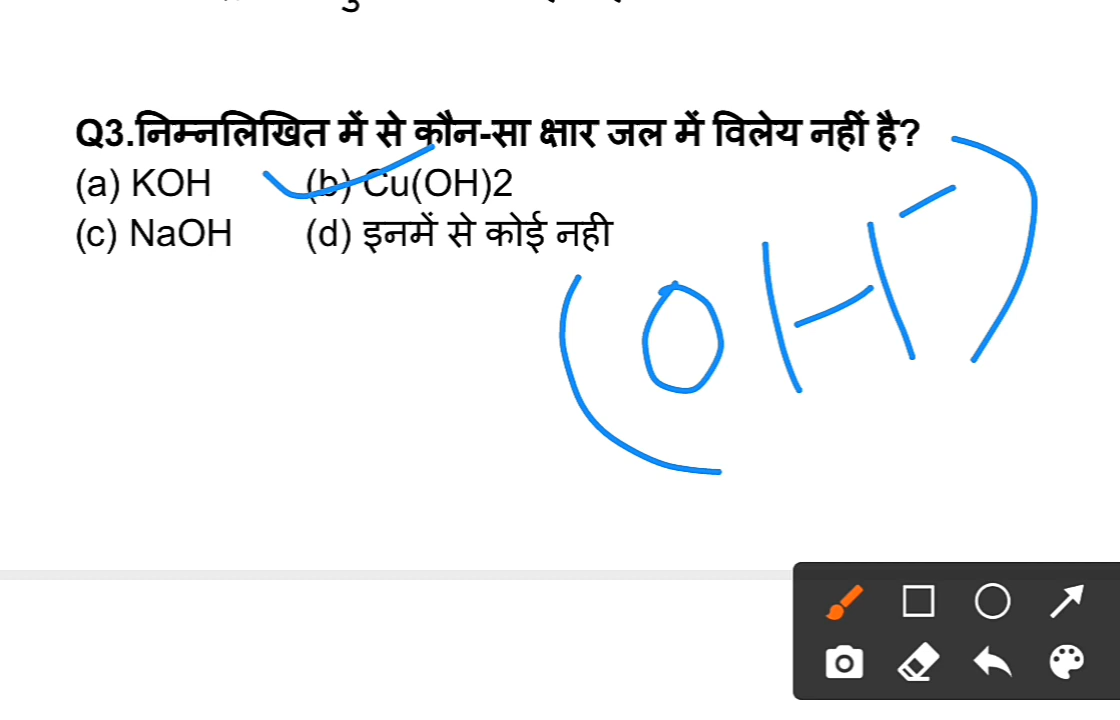 Q3.निम्नलिखित में से कौन-सा क्षार जल में विलेय नहीं है?
(a) KOH (b) Cu(OH)2
(c) NaOH (d) इनमें से कोई नही
(OH-)